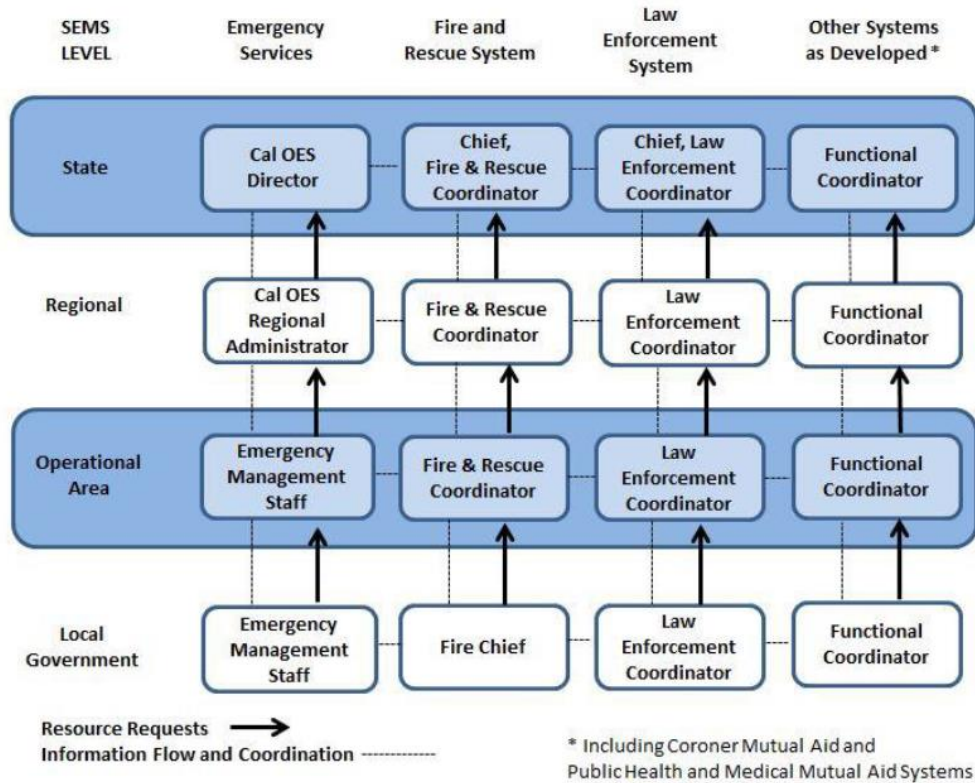 SEMS
LEVEL
Emergency
Services
Fire and
Rescue System
Law
Enforcement
System
Other Systems
as Developed *
State
Cal OES
Director
Chief,
Fire & Rescue
Coordinator
Chief, Law
Enforcement
Coordinator
Functional
Coordinator
Regional
Cal OES
Regional
Administrator
Fire & Rescue
Coordinator
Law
Enforcement
Coordinator
Functional
Coordinator
Operational
Area
Emergency
Management
Staff
Fire & Rescue
Coordinator
Law
Enforcement
Coordinator
Functional
Coordinator
Local
Government
Emergency
Management
Staff
Fire Chief
Law
Enforcement
Coordinator
Functional
Coordinator
Resource Requests
Information Flow and Coordination
* Including Coroner Mutual Aid and
Public Health and Medical Mutual Aid Systems